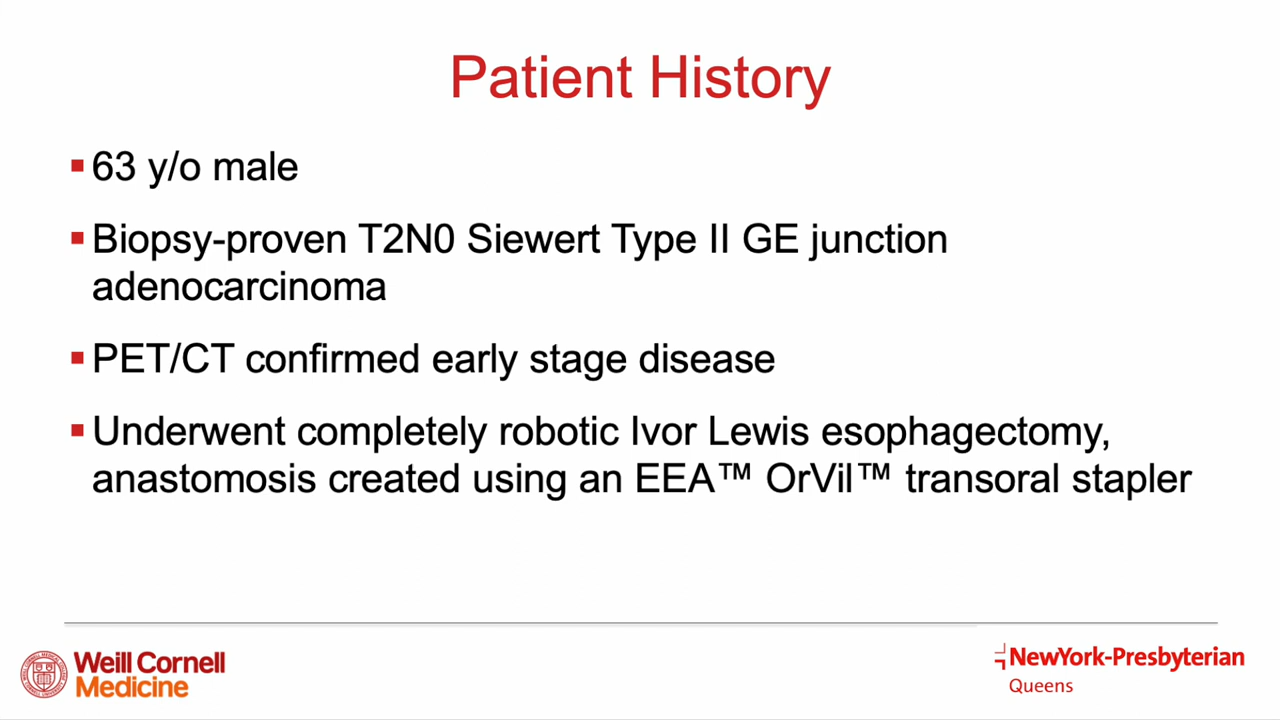 Patient History
▪63 y/o male
▪Biopsy-proven T2N0 Siewert Type II GE junction
adenocarcinoma
▪PET/CT confirmed early stage disease
▪Underwent completely robotic Ivor Lewis esophagectomy,
anastomosis created using an EEA™ OrVil™ transoral stapler
Weill Cornell
Medicine
NewYork-Presbyterian
Queens